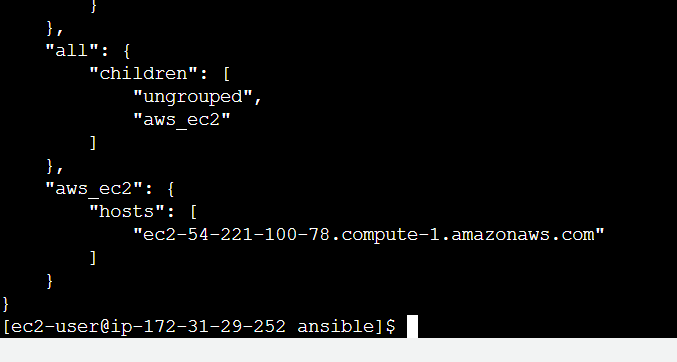 }
},
"all": {
"children": [
"ungrouped",
"aws_ec2"
]
},
"aws_ec2": {
"hosts": [
"ec2-54-221-100-78.compute-1.amazonaws.com"
]
}
}
[ec2-user@ip-172-31-29-252 ansible]$